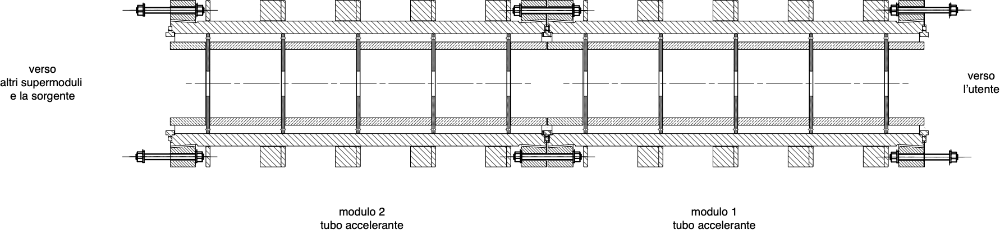 verso
altri supermoduli
e la sorgente
verso
l'utente
modulo 2
tubo accelerante
modulo 1
tubo accelerante